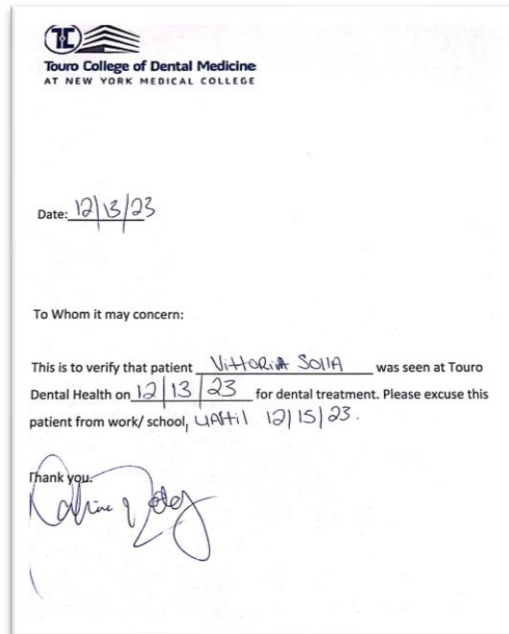 Touro College of Dental Medicine
AT NEW YORK MEDICAL COLLEGE
Date: 12/13/23
To Whom it may concern:
This is to verify that patient Vittoria Solla was seen at Touro
Dental Health on 12/13/23 for dental treatment. Please excuse this
patient from work/ school, until 12/15/23.
Thank you.